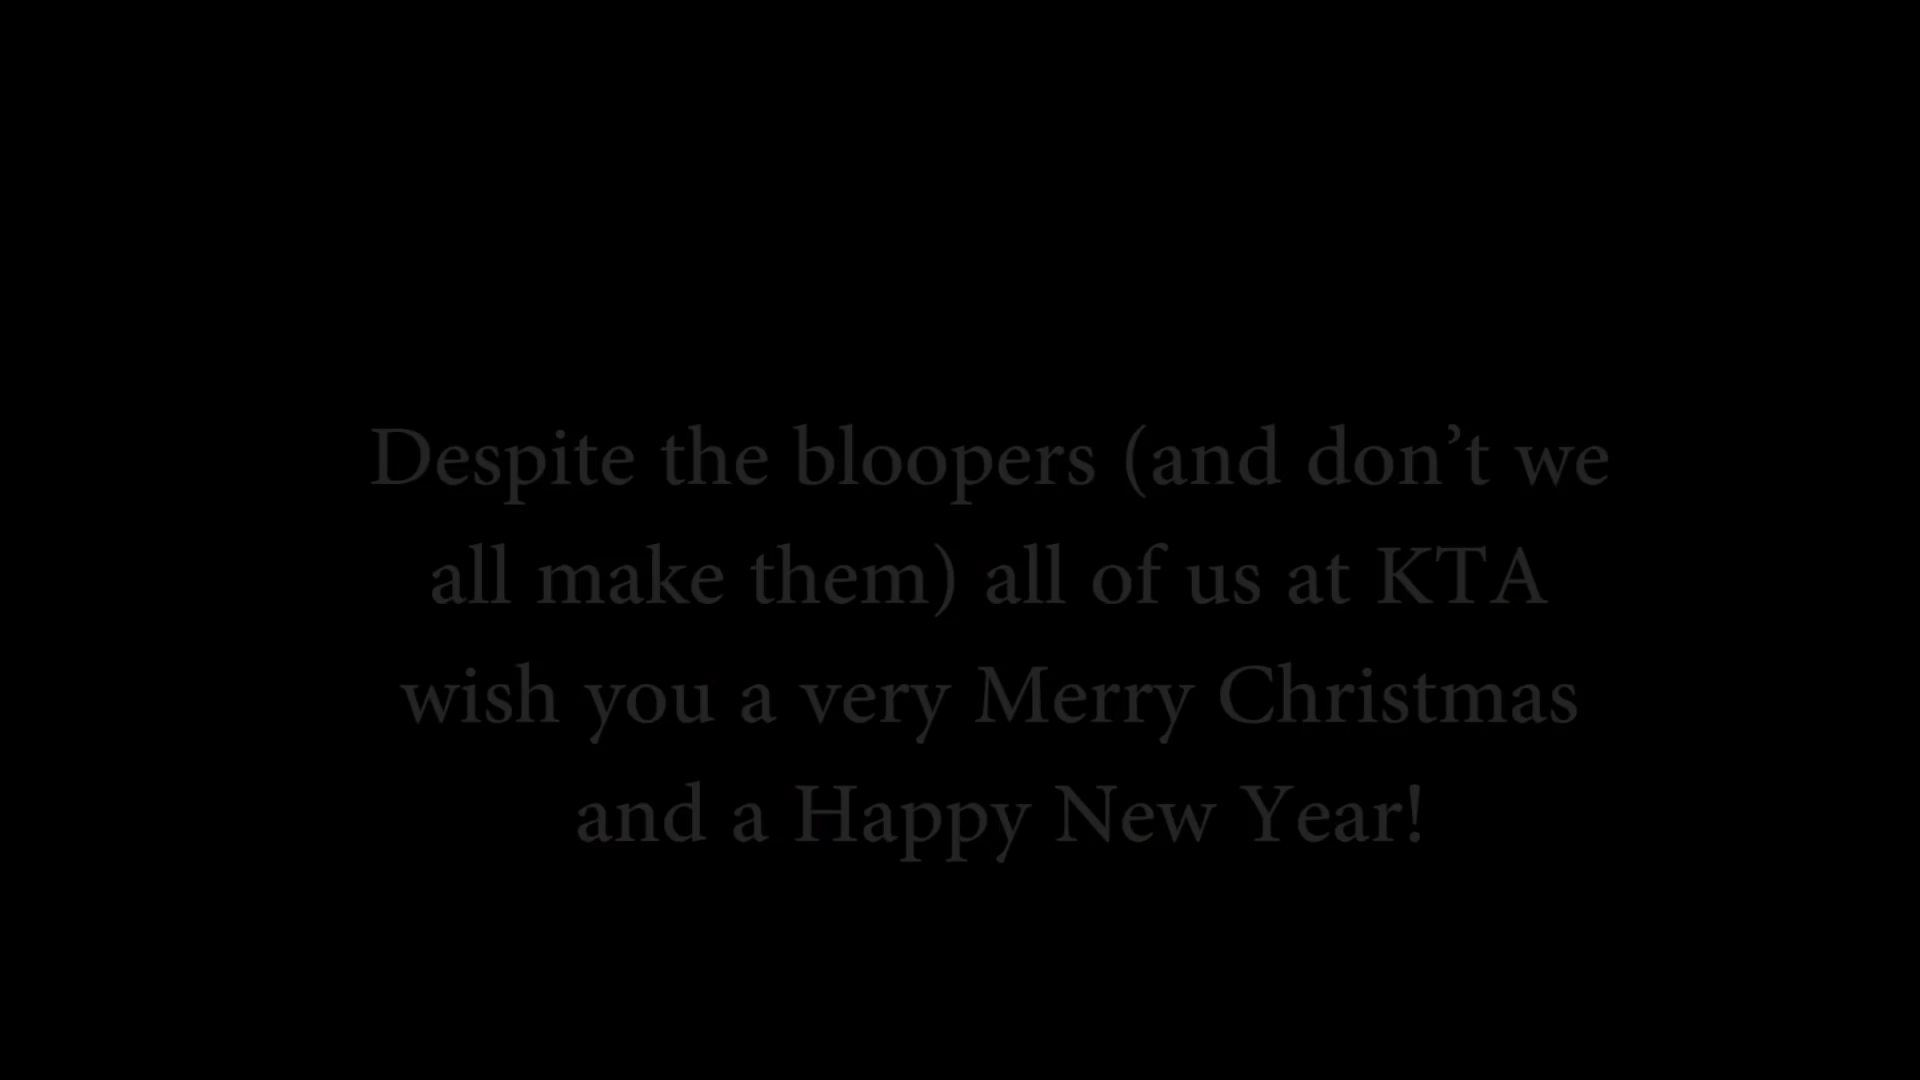 Despite the bloopers (and don’t we
all make them) all of us at KTA
wish you a very Merry Christmas
and a Happy New Year!